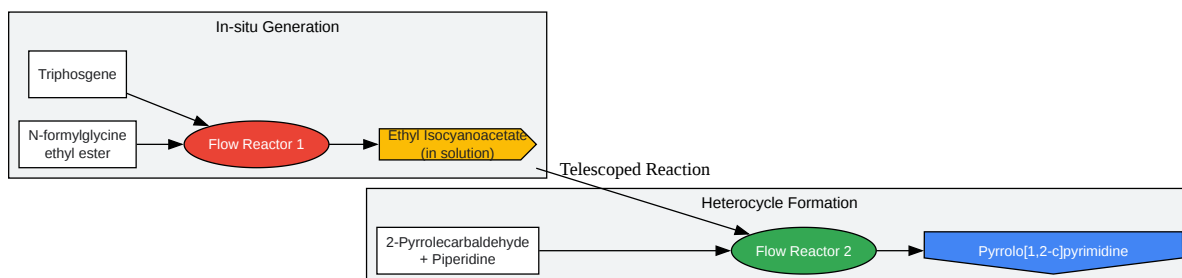 In-situ Generation
Triphosgene
N-formylglycine
ethyl ester
Flow Reactor 1
Ethyl Isocyanoacetate
(in solution)
Telescoped Reaction
Heterocycle Formation
2-Pyrrolecarbaldehyde
+ Piperidine
Flow Reactor 2
Pyrrolo[1,2-c]pyrimidine